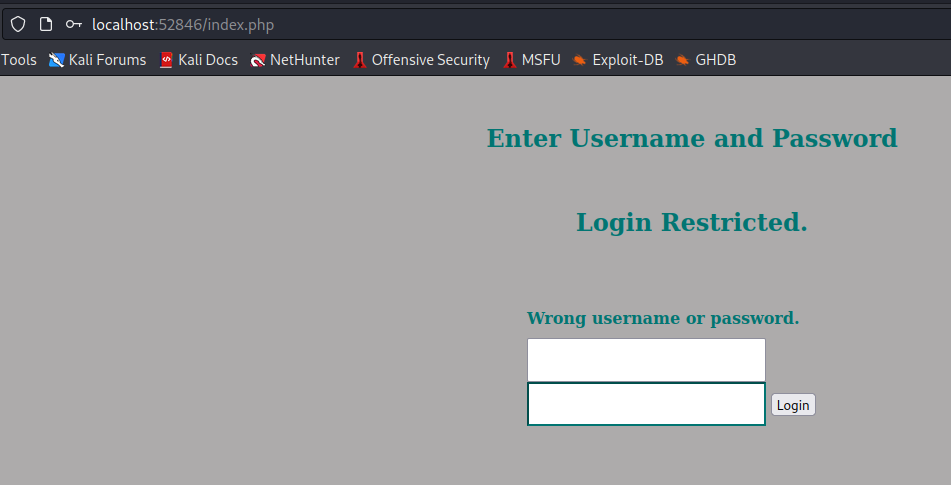 localhost:52846/index.php
Tools Kali Forums Kali Docs NetHunter Offensive Security MSFU Exploit-DB GHDB
Enter Username and Password
Login Restricted.
Wrong username or password.
Login